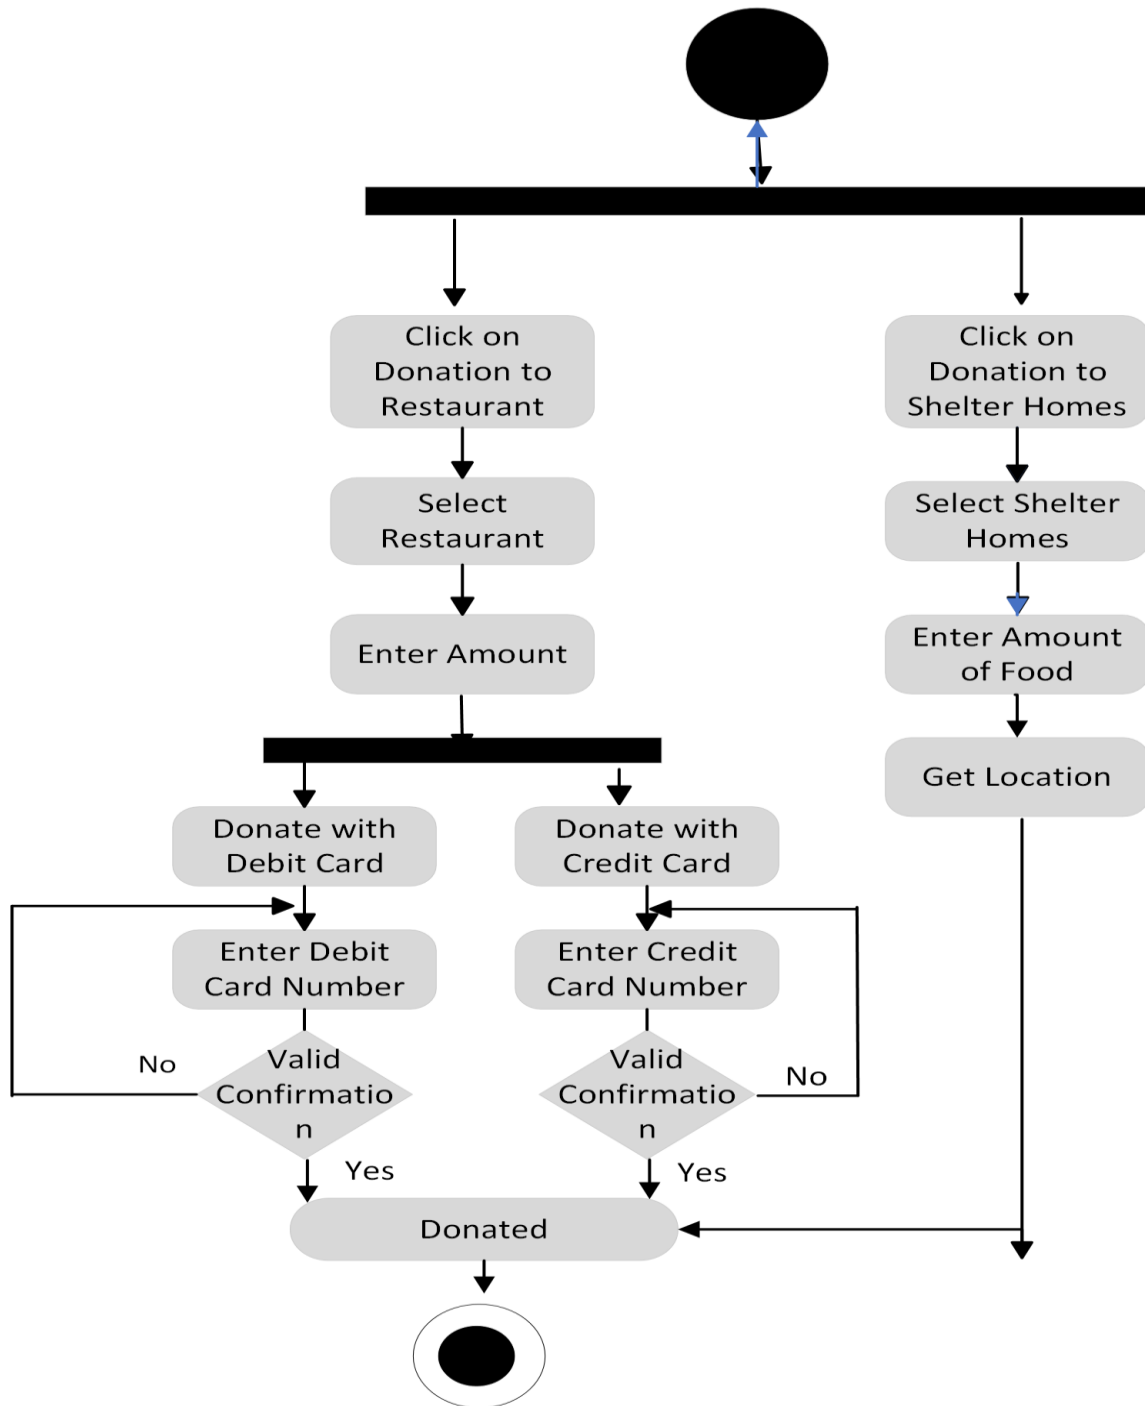 Click on
Donation to
Restaurant
Click on
Donation to
Shelter Homes
Select
Restaurant
Select Shelter
Homes
Enter Amount
Enter Amount
of Food
Get Location
Donate with
Debit Card
Donate with
Credit Card
Enter Debit
Card Number
Enter Credit
Card Number
No
Valid
Confirmatio
n
Valid
Confirmatio
n
No
Yes
Yes
Donated